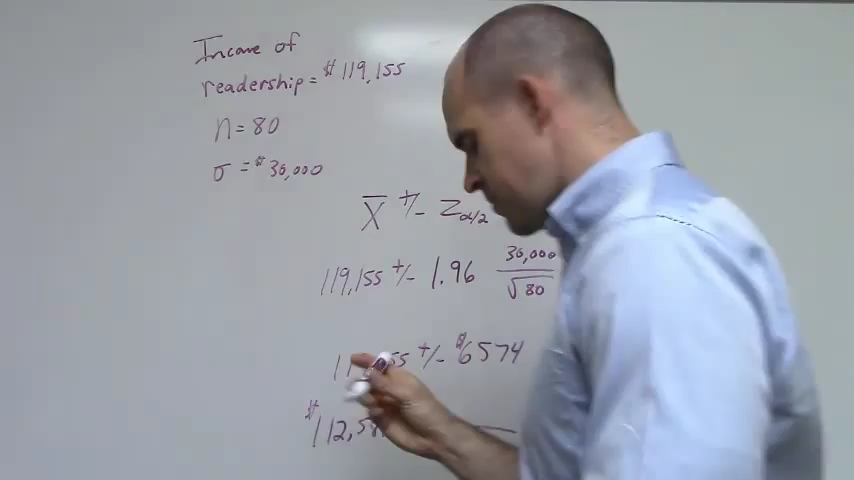 Income of
readership = $119,155
n = 80
σ = $30,000
X̄ +/- Zα/2
119,155 +/- 1.96 30,000
√80
+/- $6574
$112,5